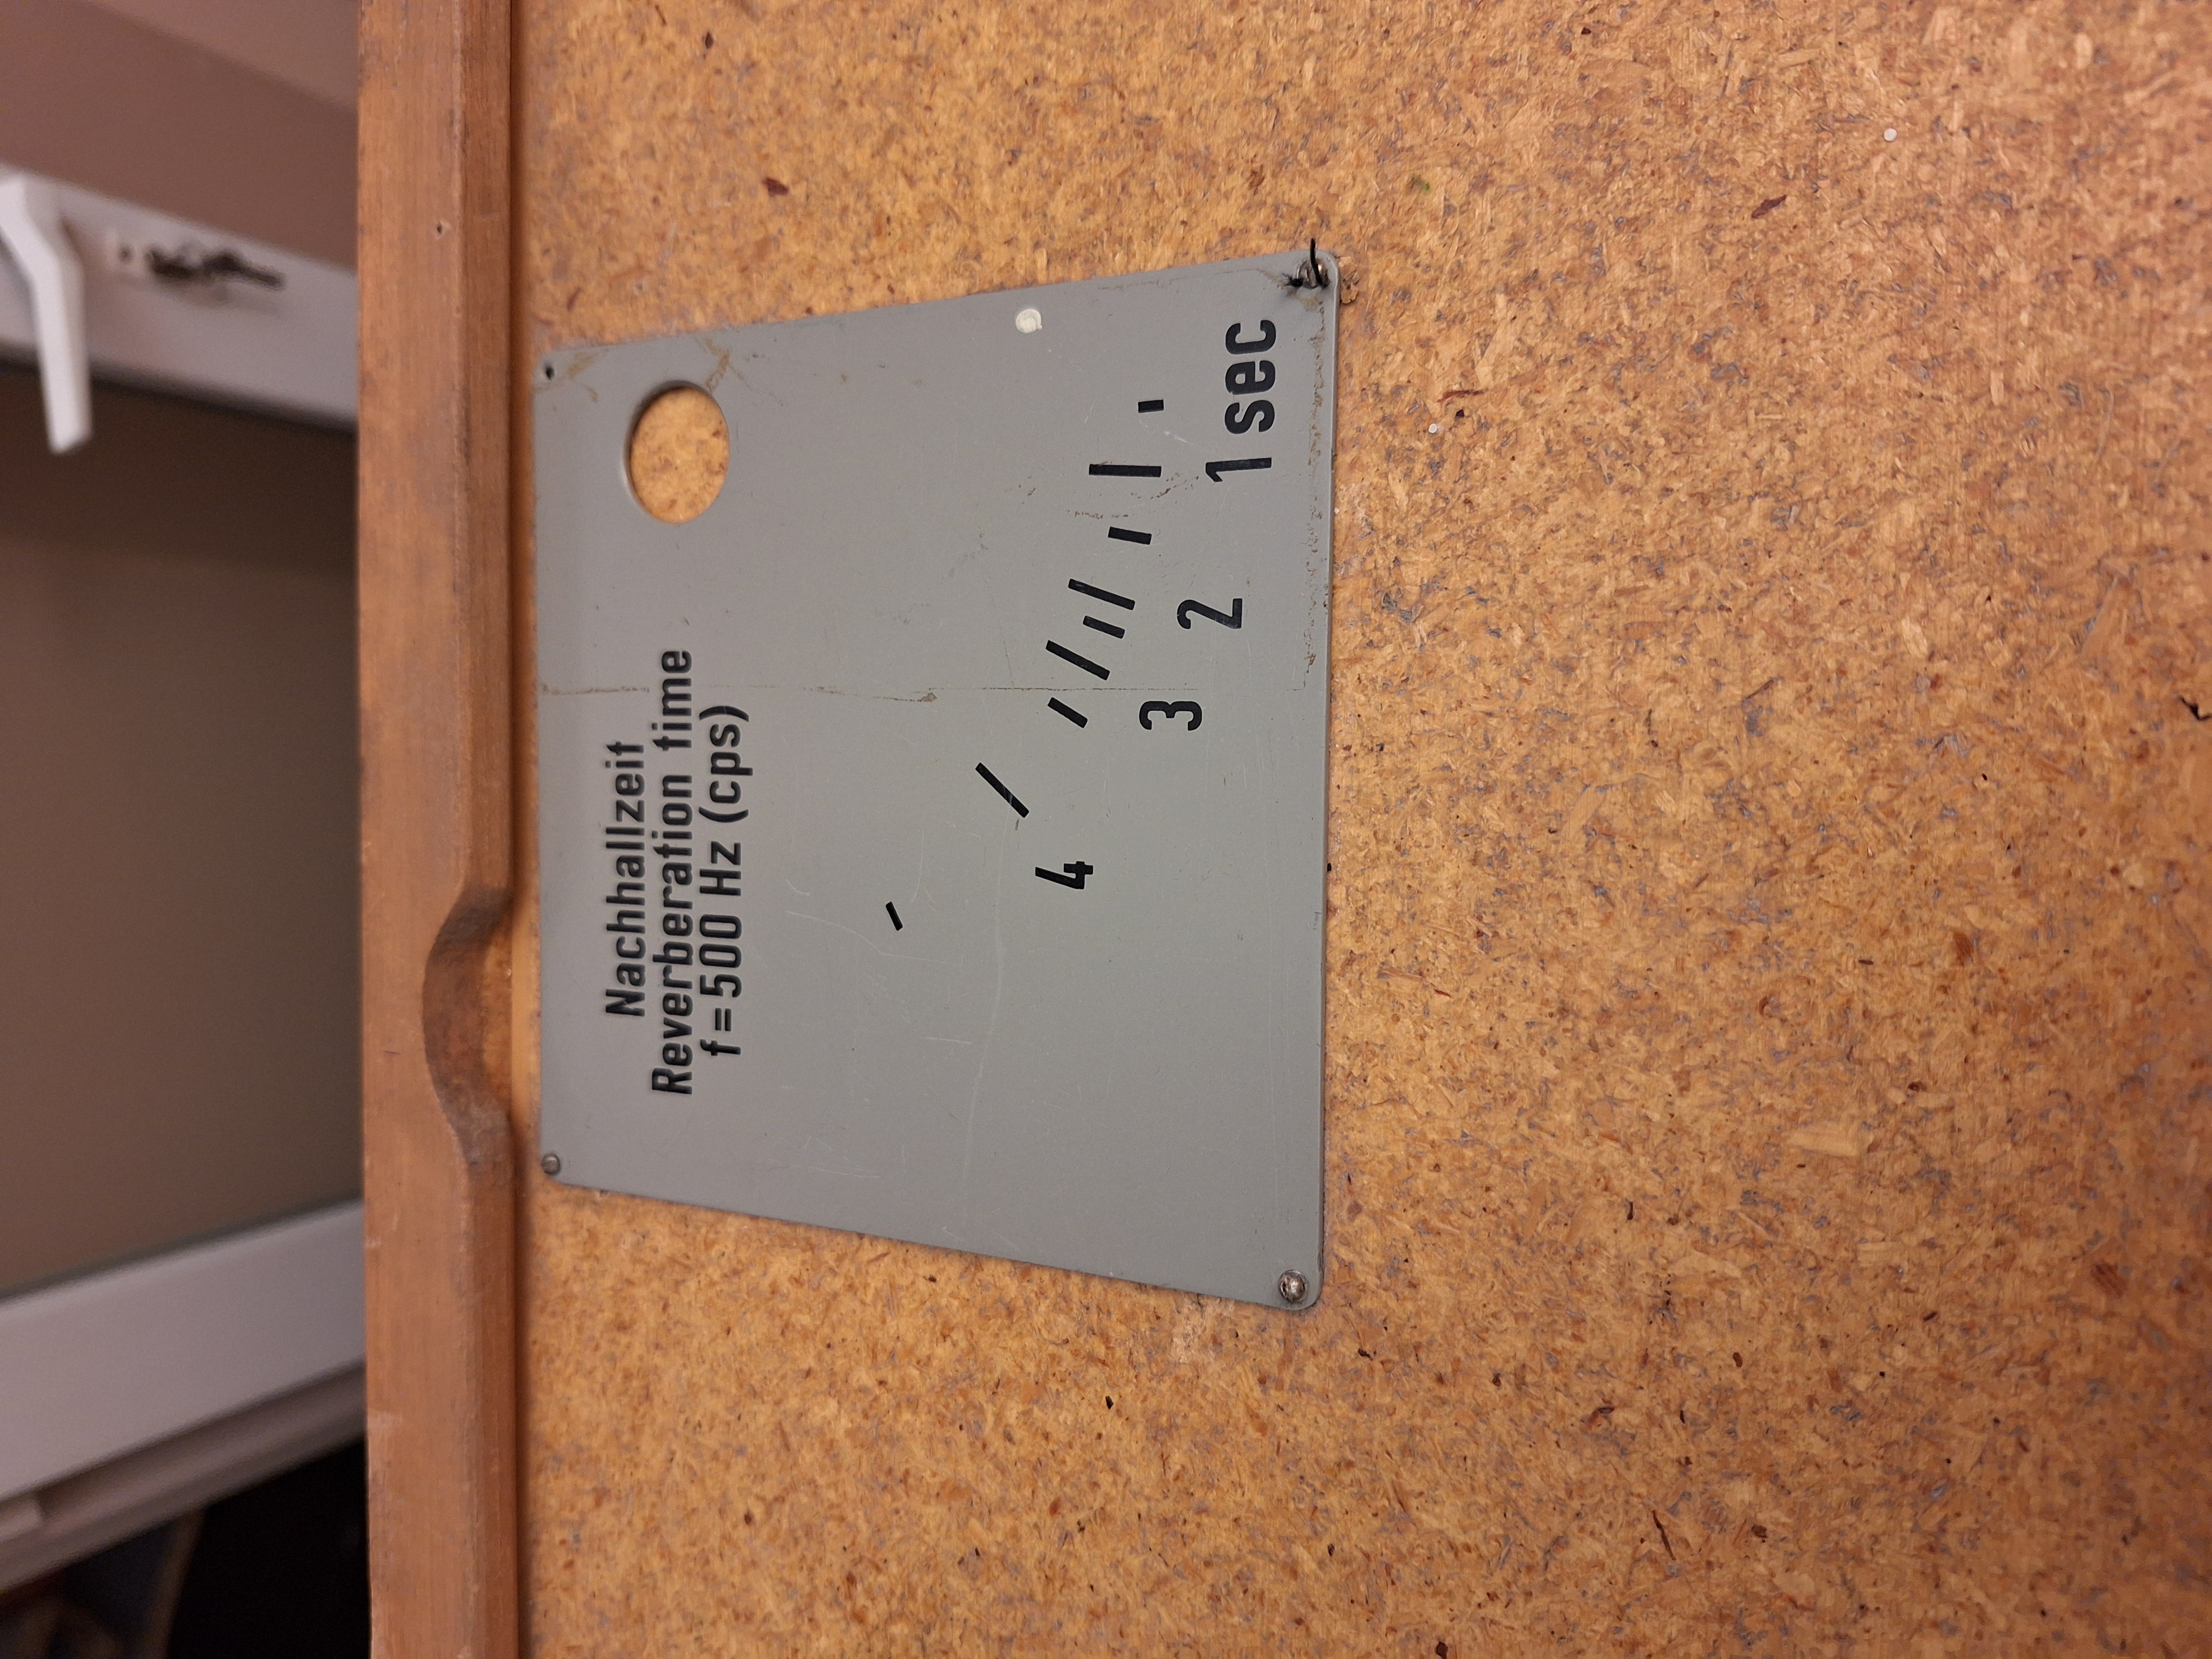 Nachhallzeit
Reverberation time
f = 500 Hz (cps)
4
3
2
1 sec